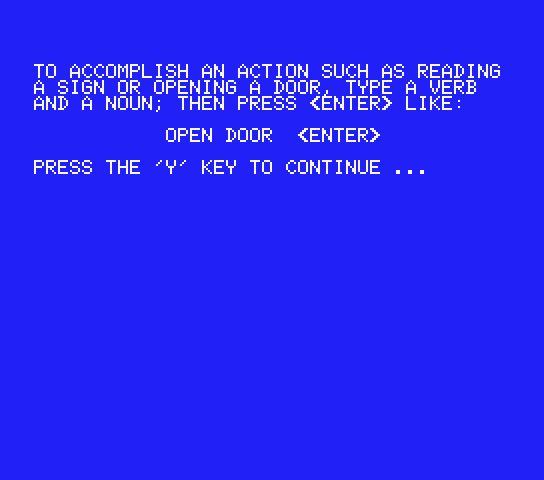 TO ACCOMPLISH AN ACTION SUCH AS READING
A SIGN OR OPENING A DOOR, TYPE A VERB
AND A NOUN; THEN PRESS <ENTER> LIKE:
OPEN DOOR <ENTER>
PRESS THE 'Y' KEY TO CONTINUE ...